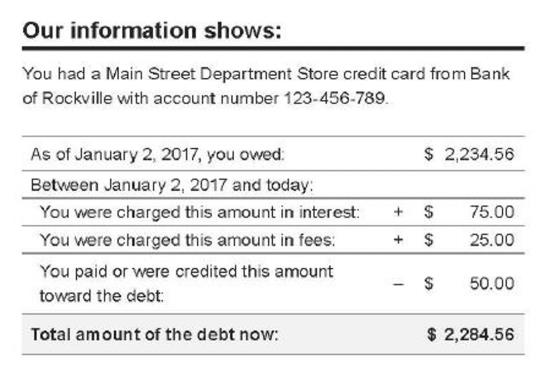 Our information shows:
You had a Main Street Department Store credit card from Bank
of Rockville with account number 123-456-789.
As of January 2, 2017, you owed: $ 2,234.56
Between January 2, 2017 and today:
You were charged this amount in interest: + $ 75.00
You were charged this amount in fees: + $ 25.00
You paid or were credited this amount
toward the debt: − $ 50.00
Total amount of the debt now: $ 2,284.56